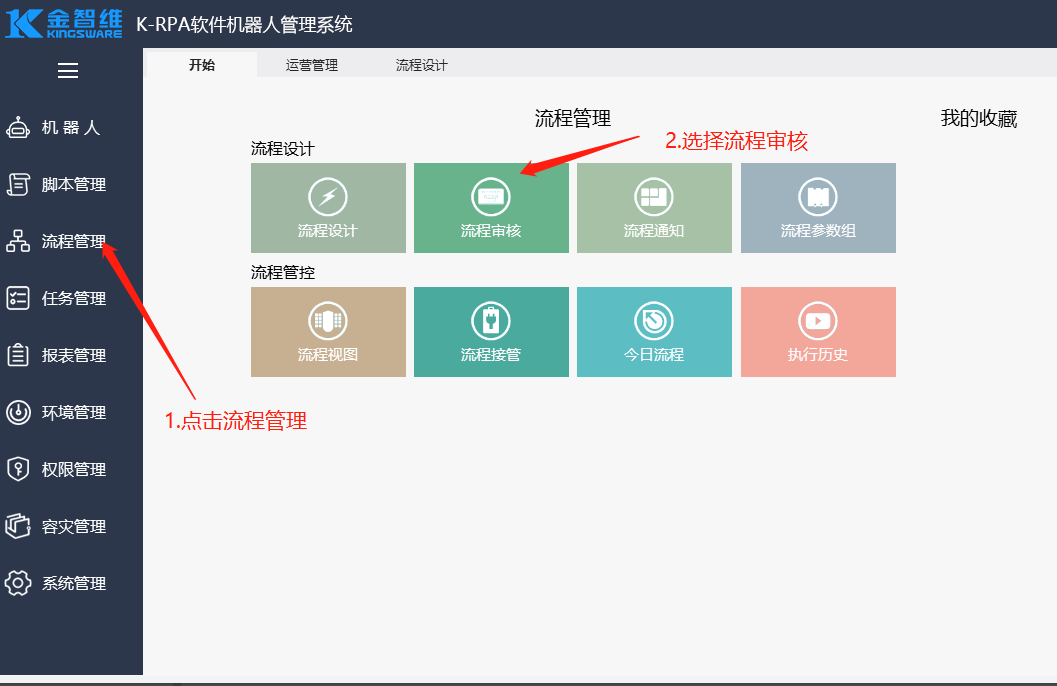 金智维
KINGSWARE
K-RPA软件机器人管理系统
开始
运营管理
流程设计
机 器 人
脚本管理
流程管理
任务管理
报表管理
环境管理
权限管理
容灾管理
系统管理
流程管理
我的收藏
2.选择流程审核
流程设计
流程设计
流程审核
流程通知
流程参数组
流程管控
流程视图
流程接管
今日流程
执行历史
1.点击流程管理